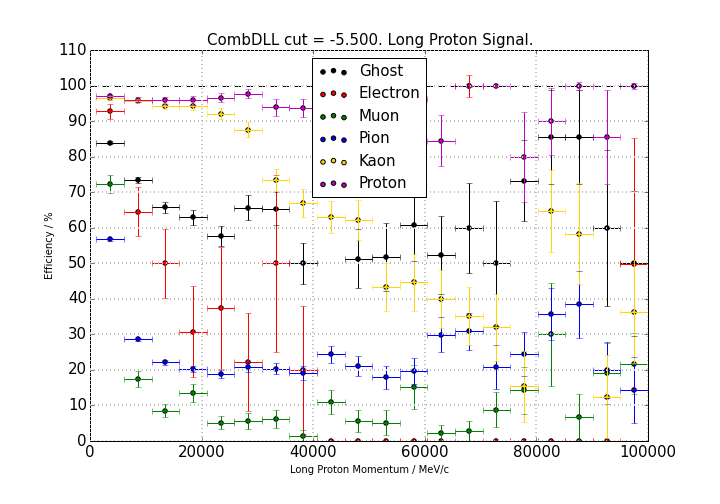 CombDLL cut = -5.500. Long Proton Signal.
110
100
90
80
70
60
50
40
30
20
10
0
Efficiency / %
Ghost
Electron
Muon
Pion
Kaon
Proton
0 20000 40000 60000 80000 100000
Long Proton Momentum / MeV/c